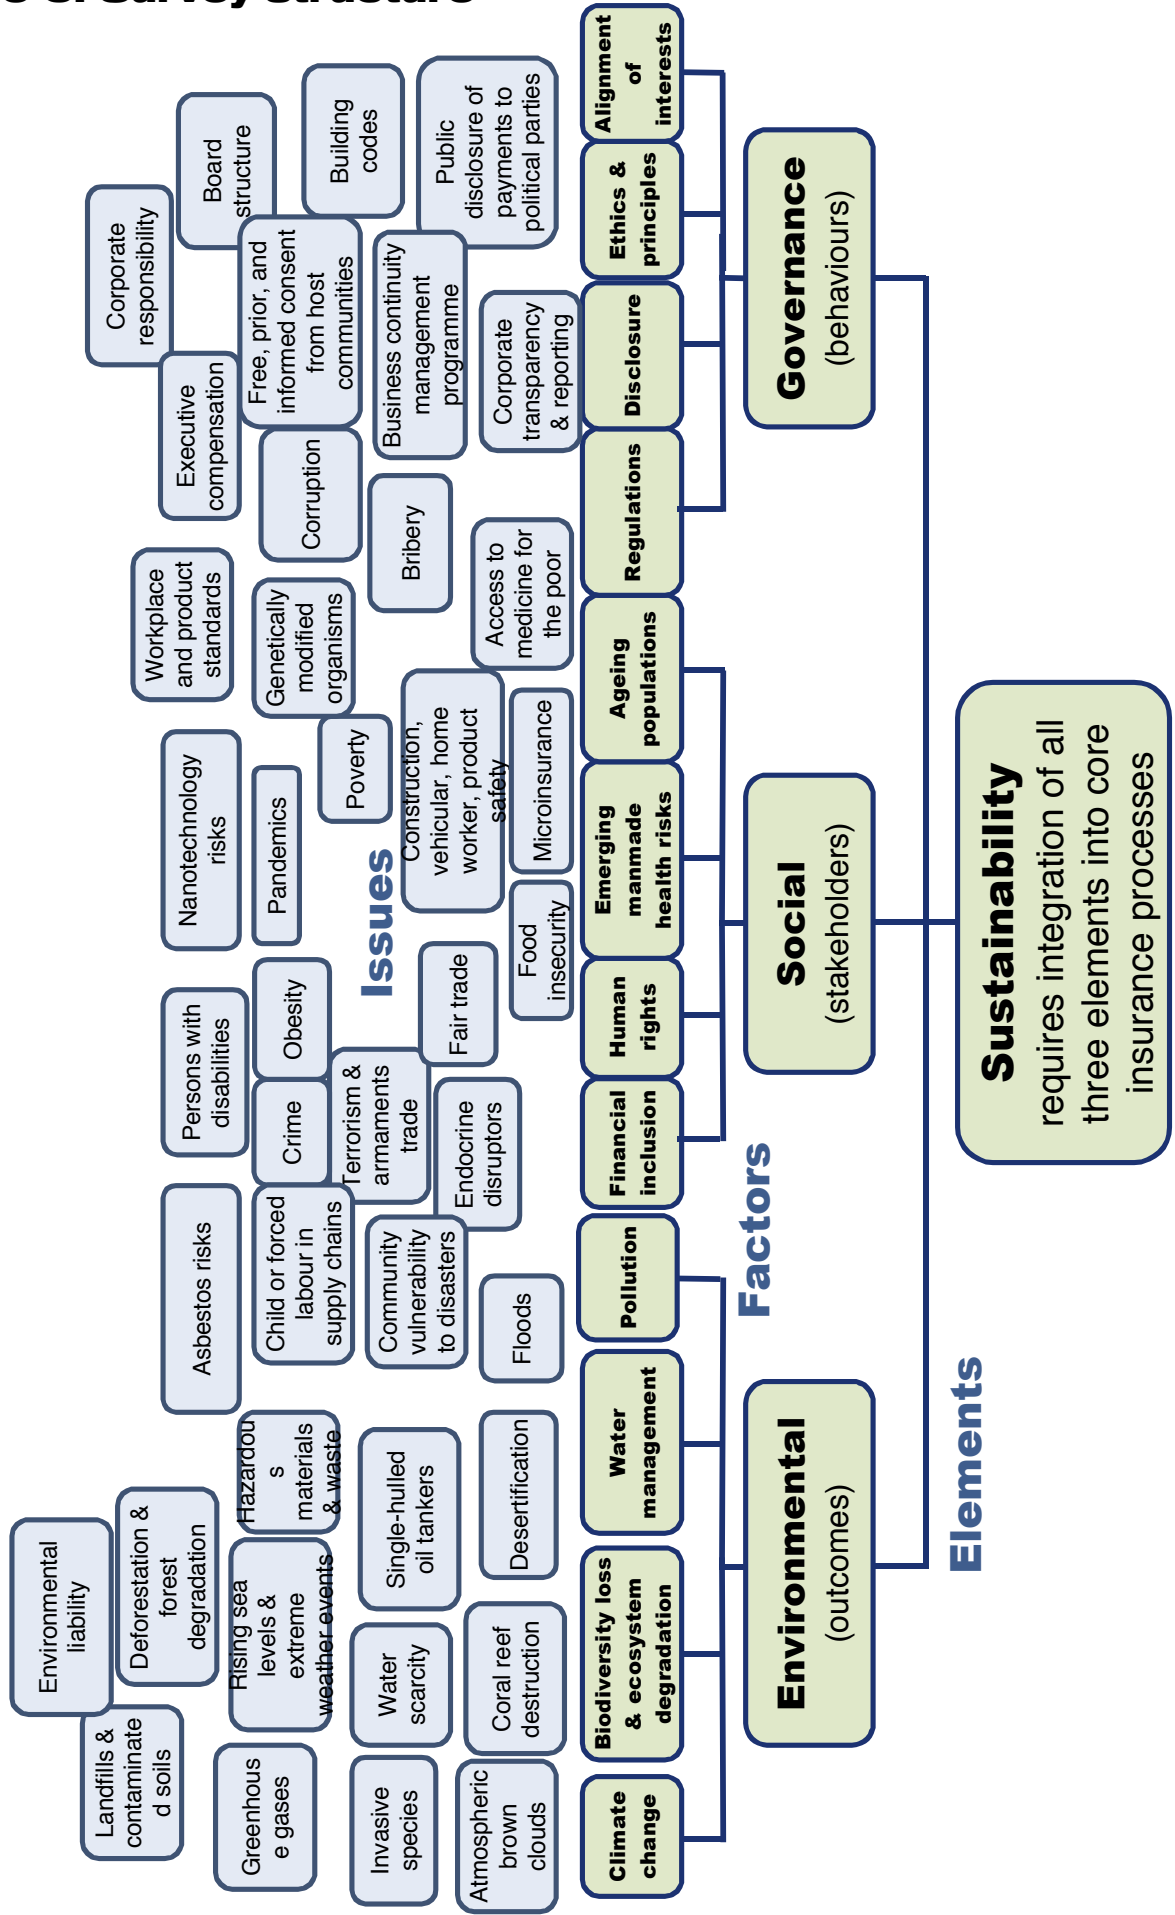 Survey structure
Environmental
liability
Landfills &
contaminate
d soils
Deforestation &
forest
degradation
Corporate
responsibility
Workplace
and product
standards
Asbestos risks
Persons with
disabilities
Nanotechnology
risks
Executive
compensation
Board
structure
Greenhous
e gases
Rising sea
levels &
extreme
weather events
Hazardou
s
materials
& waste
Child or forced
labour in
supply chains
Crime
Obesity
Pandemics
Genetically
modified
organisms
Corruption
Free, prior, and
informed consent
from host
communities
Building
codes
Terrorism &
armaments
trade
Poverty
Issues
Invasive
species
Water
scarcity
Single-hulled
oil tankers
Community
vulnerability
to disasters
Bribery
Business continuity
management
programme
Construction,
vehicular, home
worker, product
safety
Fair trade
Endocrine
disruptors
Public
disclosure of
payments to
political parties
Atmospheric
brown
clouds
Coral reef
destruction
Desertification
Floods
Food
insecurity
Microinsurance
Access to
medicine for
the poor
Corporate
transparency
& reporting
Climate
change
Biodiversity loss
& ecosystem
degradation
Water
management
Pollution
Financial
inclusion
Human
rights
Emerging
manmade
health risks
Ageing
populations
Regulations
Disclosure
Ethics &
principles
Alignment
of
interests
Factors
Environmental
(outcomes)
Social
(stakeholders)
Governance
(behaviours)
Elements
Sustainability
requires integration of all
three elements into core
insurance processes